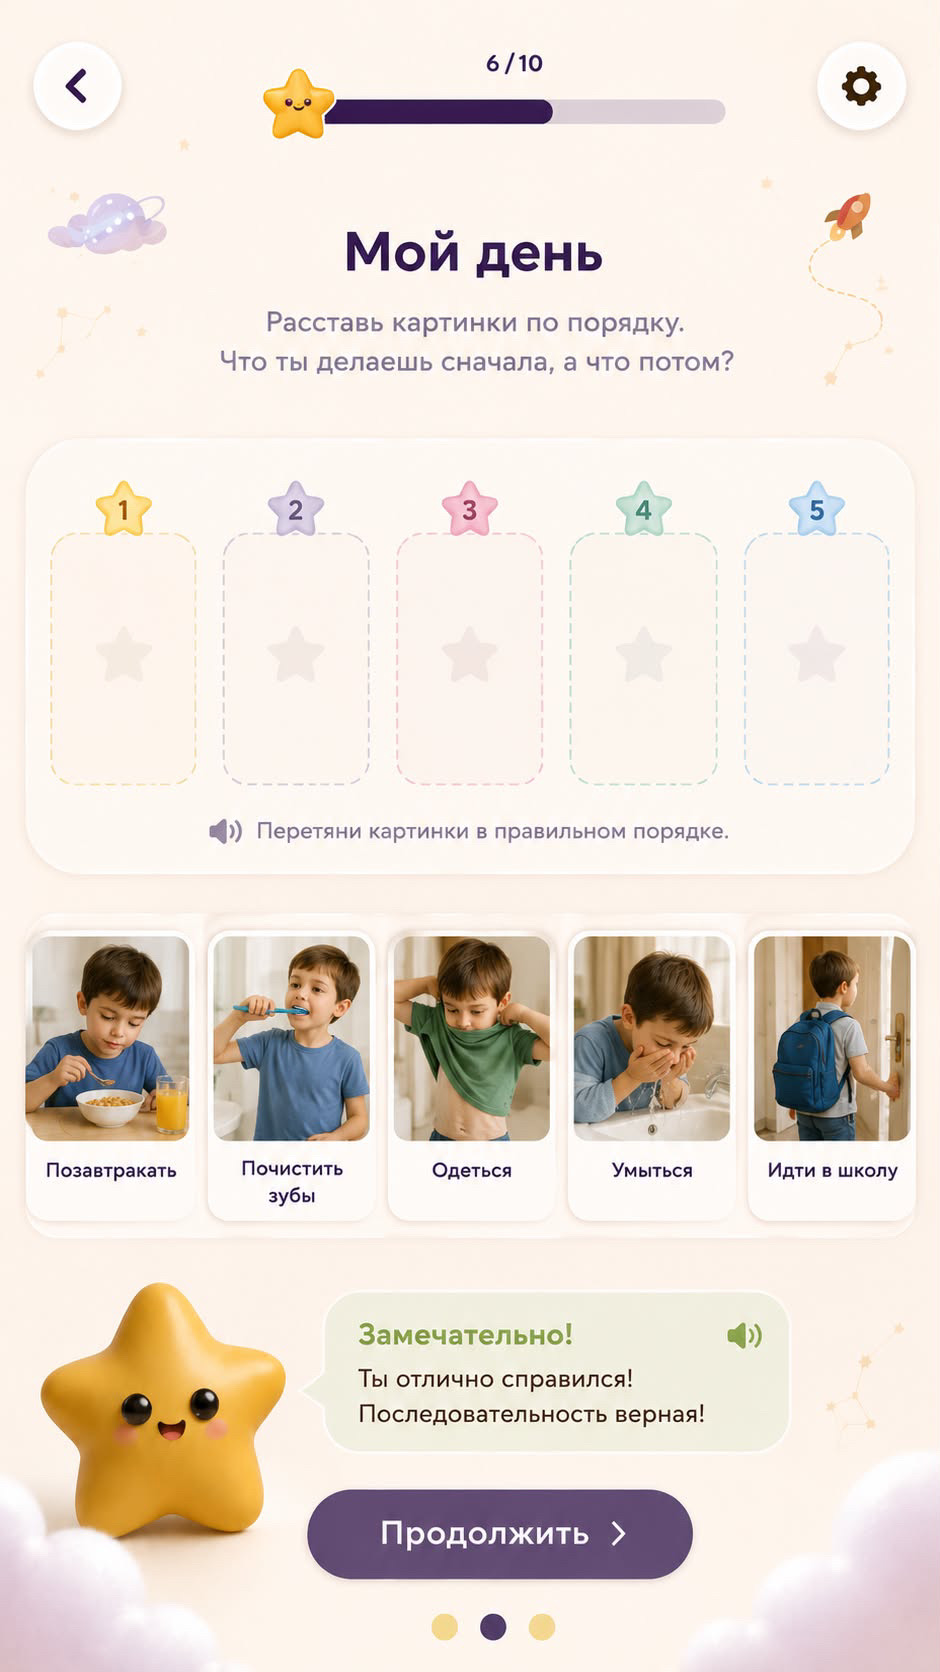 6 / 10
Мой день
Расставь картинки по порядку.
Что ты делаешь сначала, а что потом?
1 2 3 4 5
Перетяни картинки в правильном порядке.
Позавтракать
Почистить
зубы
Одеться
Умыться
Идти в школу
Замечательно!
Ты отлично справился!
Последовательность верная!
Продолжить